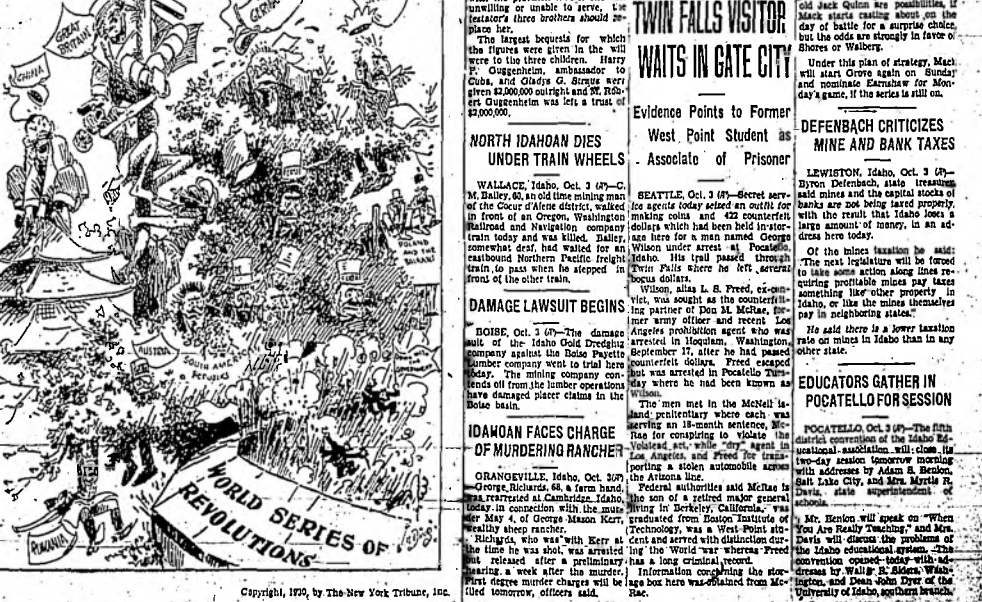 GREAT
BRITAIN
CHINA
POLAND
AND THE
BALKANS
AUSTRIA
SOUTH AMERICAN
REPUBLICS
RUMANIA
WORLD SERIES OF
REVOLUTIONS
Copyright, 1930, by The New York Tribune, Inc.
unwilling or unable to serve, the
testator's three brothers should re-
place her.
The largest bequests for which
the figures were given in the will
were to the three children. Harry
F. Guggenheim, ambassador to
Cuba, and Gladys G. Straus were
given $2,000,000 outright and M. Rob-
ert Guggenheim was left a trust of
$2,000,000.
NORTH IDAHOAN DIES
UNDER TRAIN WHEELS
WALLACE, Idaho, Oct. 3 (AP)—C.
M. Bailey, 60, an old time mining man
of the Coeur d'Alene district, walked
in front of an Oregon, Washington
Railroad and Navigation company
train today and was killed. Bailey,
somewhat deaf, had waited for an
eastbound Northern Pacific freight
train to pass when he stepped in
front of the other train.
DAMAGE LAWSUIT BEGINS
BOISE, Oct. 3 (AP)—The damage
suit of the Idaho Gold Dredging
company against the Boise Payette
Lumber company went to trial here
today. The mining company con-
tends oil from the lumber operations
have damaged placer claims in the
Boise basin.
IDAHOAN FACES CHARGE
OF MURDERING RANCHER
ORANGEVILLE, Idaho, Oct. 3 (AP)
—George Richards, 68, a farm hand,
was rearrested at Cambridge, Idaho,
today in connection with the mur-
der May 4, of George Mason Kerr,
wealthy sheep rancher.
Richards, who was with Kerr at
the time he was shot, was arrested
but released after a preliminary
hearing a week after the murder.
First degree murder charges will be
filed tomorrow, officers said.
TWIN FALLS VISITOR
WAITS IN GATE CITY
Evidence Points to Former
West Point Student as
Associate of Prisoner
SEATTLE, Oct. 3 (AP)—Secret serv-
ice agents today seized an outfit for
making coins and 422 counterfeit
dollars which had been held in stor-
age here for a man named George
Wilson under arrest at Pocatello,
Idaho. His trail passed through
Twin Falls where he left several
bogus dollars.
Wilson, alias L. S. Freed, ex-con-
vict, was sought as the counterfeit-
ing partner of Don M. McRae, for-
mer army officer and recent Los
Angeles prohibition agent who was
arrested in Hoquiam, Washington,
September 17, after he had passed
counterfeit dollars. Freed escaped
but was arrested in Pocatello Tues-
day where he had been known as
Wilson.
The men met in the McNeil is-
land penitentiary where each was
serving an 18-month sentence, Mc-
Rae for conspiring to violate the
Volstead act, while "dry" agent in
Los Angeles, and Freed for trans-
porting a stolen automobile across
the Arizona line.
Federal authorities said McRae is
the son of a retired major general
living in Berkeley, California, was
graduated from Boston Institute of
Technology, was a West Point stu-
dent and served with distinction dur-
ing the World war whereas Freed
has a long criminal record.
Information concerning the stor-
age box here was obtained from Mc-
Rae.
old Jack Quinn are possibilities, if
Mack starts casting about on the
day of battle for a surprise choice,
but the odds are strongly in favor of
Shores or Walberg.
Under this plan of strategy, Mack
will start Grove again on Sunday
and nominate Earnshaw for Mon-
day's game, if the series is still on.
DEFENBACH CRITICIZES
MINE AND BANK TAXES
LEWISTON, Idaho, Oct. 3 (AP)—
Byron Defenbach, state treasurer,
said mines and the capital stocks of
banks are not being taxed properly,
with the result that Idaho loses a
large amount of money, in an ad-
dress here today.
Of the mines taxation he said:
"The next legislature will be forced
to take some action along lines re-
quiring profitable mines pay taxes
something like other property in
Idaho, or like the mines themselves
pay in neighboring states."
He said there is a lower taxation
rate on mines in Idaho than in any
other state.
EDUCATORS GATHER IN
POCATELLO FOR SESSION
POCATELLO, Oct. 3 (AP)—The fifth
district convention of the Idaho Ed-
ucational association will close its
two-day session tomorrow morning
with addresses by Adam S. Benion,
Salt Lake City, and Mrs. Myrtle R.
Davis, state superintendent of
schools.
Mr. Benion will speak on "When
You Are Really Teaching," and Mrs.
Davis will discuss the problems of
the Idaho educational system. The
convention opened today with ad-
dresses by Walter R. Siders, Wash-
ington, and Dean John Dyer of the
University of Idaho, southern branch.